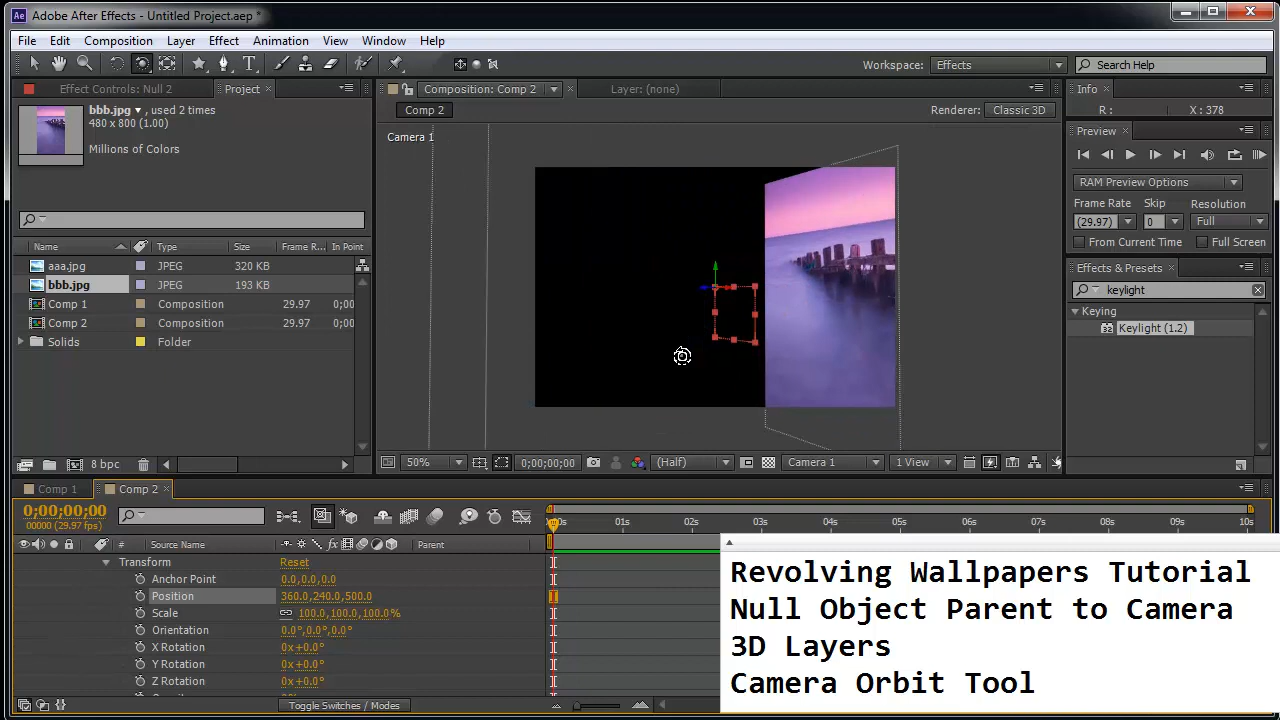 Adobe After Effects - Untitled Project.aep *
File Edit Composition Layer Effect Animation View Window Help
Workspace: Effects Search Help
Effect Controls: Null 2 Project
bbb.jpg , used 2 times
480 x 800 (1.00)
Millions of Colors
Name Type Size Frame R... In Point
aaa.jpg JPEG 320 KB
bbb.jpg JPEG 193 KB
Comp 1 Composition 29.97 0;00
Comp 2 Composition 29.97 0;00
Solids Folder
8 bpc
Composition: Comp 2 Layer: (none)
Comp 2 Renderer: Classic 3D
Camera 1
50% 0;00;00;00 (Half) Camera 1 1 View
Info
R : X : 378
Preview
RAM Preview Options
Frame Rate Skip Resolution
(29.97) 0 Full
From Current Time Full Screen
Effects & Presets
keylight
Keying
Keylight (1.2)
Comp 1 Comp 2
0;00;00;00
00000 (29.97 fps)
0s 01s 02s 03s 04s 05s 06s 07s 08s 09s 10s
# Source Name fx Parent
Transform Reset
Anchor Point 0.0,0.0,0.0
Position 360.0,240.0,500.0
Scale 100.0,100.0,100.0%
Orientation 0.0°,0.0°,0.0°
X Rotation 0x+0.0°
Y Rotation 0x+0.0°
Z Rotation 0x+0.0°
Toggle Switches / Modes
Revolving Wallpapers Tutorial
Null Object Parent to Camera
3D Layers
Camera Orbit Tool